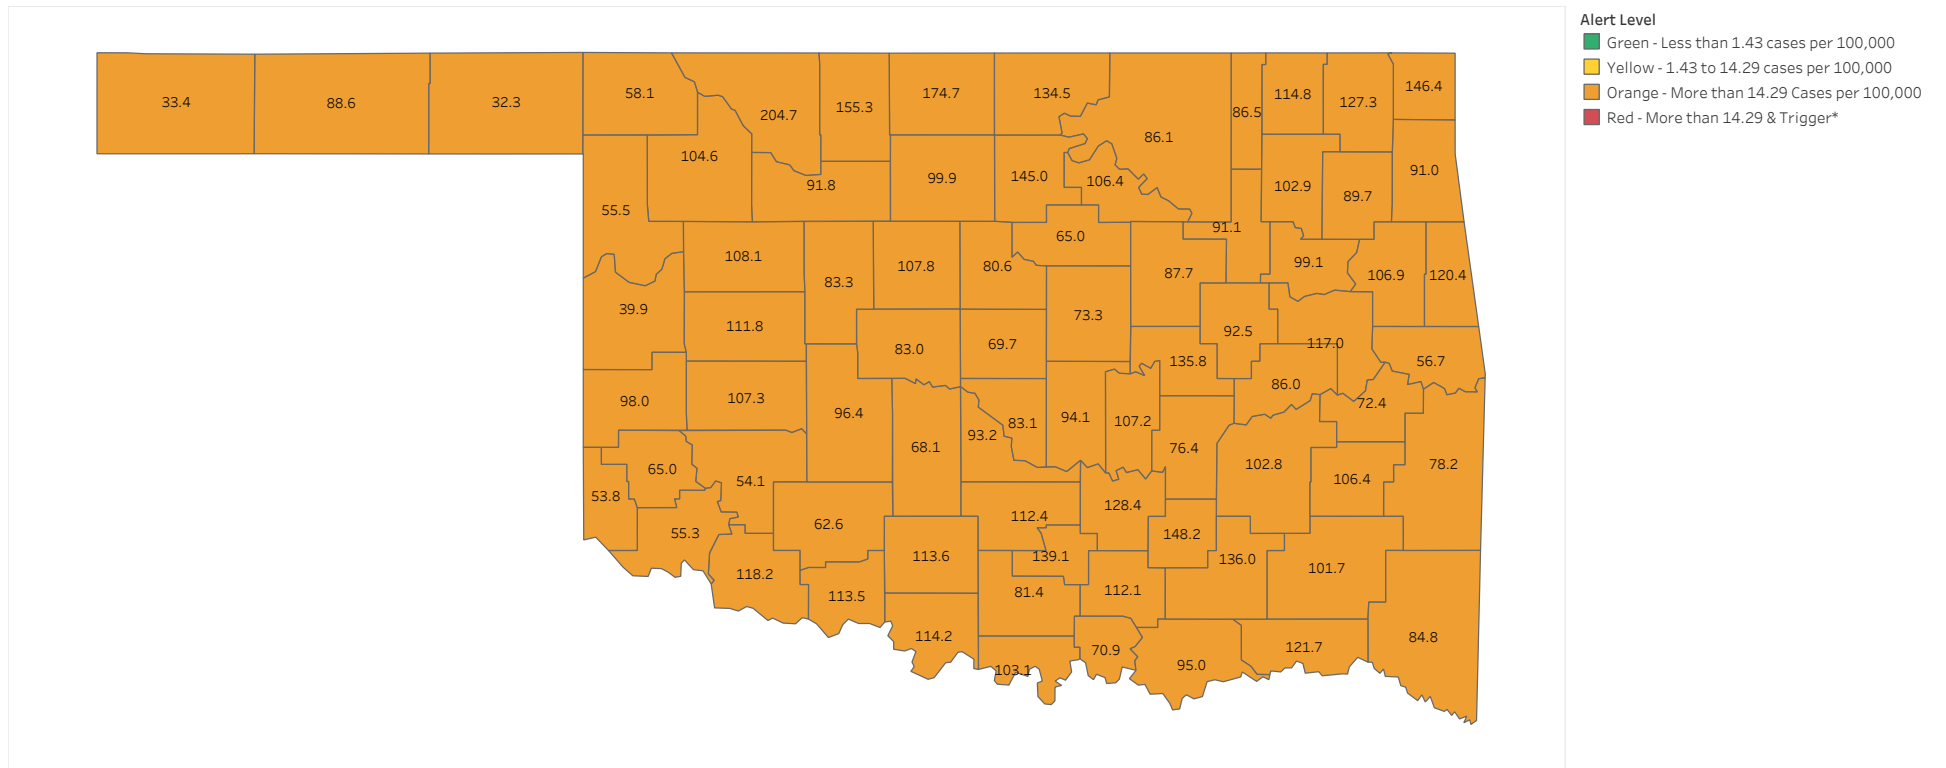 Alert Level
Green - Less than 1.43 cases per 100,000
Yellow - 1.43 to 14.29 cases per 100,000
Orange - More than 14.29 Cases per 100,000
Red - More than 14.29 & Trigger*
33.4 88.6 32.3 58.1 204.7 155.3 174.7 134.5 86.1 86.5 114.8 127.3 146.4
55.5 104.6 91.8 99.9 145.0 106.4 102.9 89.7 91.0
108.1 83.3 107.8 80.6 65.0 87.7 91.1 99.1 106.9 120.4
39.9 111.8 83.0 69.7 73.3 135.8 92.5 117.0 56.7
98.0 107.3 96.4 68.1 93.2 83.1 94.1 107.2 76.4 86.0 72.4
53.8 65.0 54.1 102.8 106.4 78.2
55.3 62.6 112.4 128.4 148.2
118.2 113.5 113.6 139.1 81.4 112.1 136.0 101.7
114.2 103.1 70.9 95.0 121.7 84.8